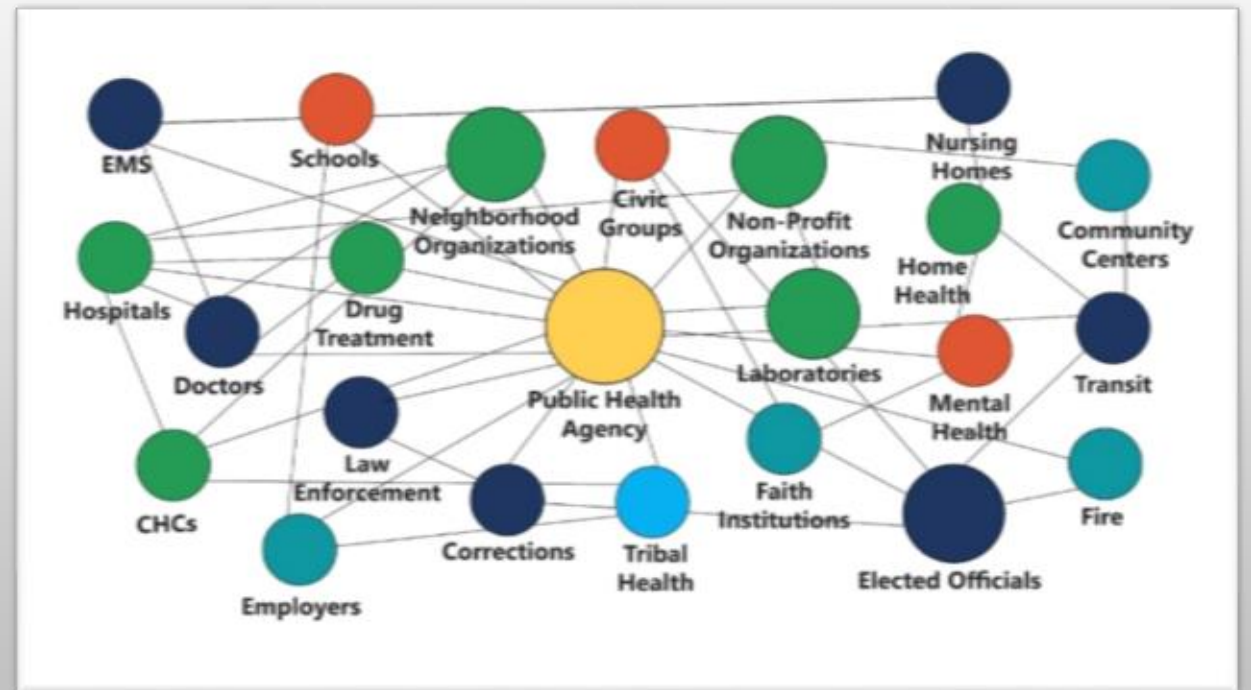 EMS
Schools
Nursing
Homes
Neighborhood
Organizations
Civic
Groups
Non-Profit
Organizations
Community
Centers
Hospitals
Drug
Treatment
Home
Health
Doctors
Public Health
Agency
Laboratories
Mental
Health
Transit
Law
Enforcement
CHCs
Faith
Institutions
Fire
Corrections
Tribal
Health
Elected Officials
Employers